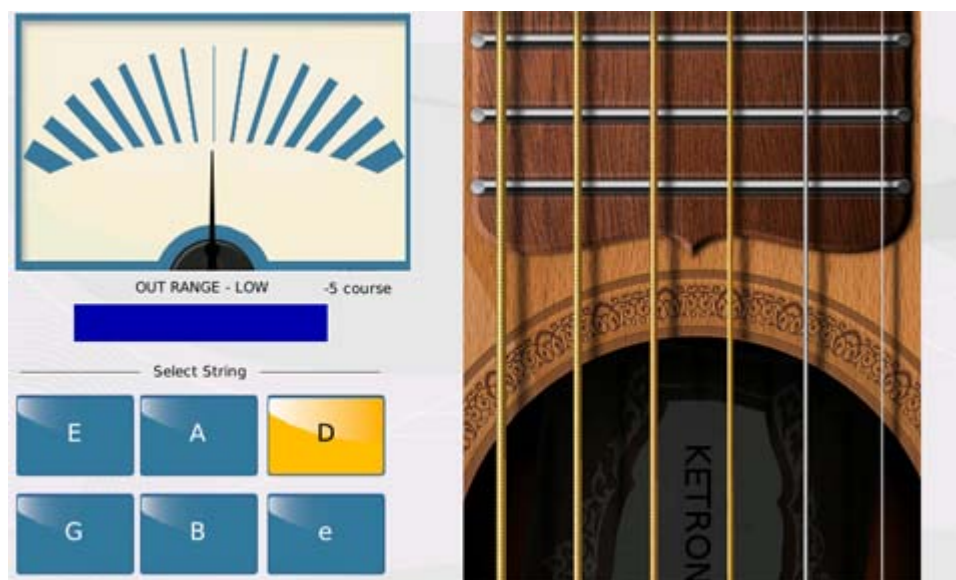 OUT RANGE - LOW -5 course
Select String
E A D
G B e
KETRON